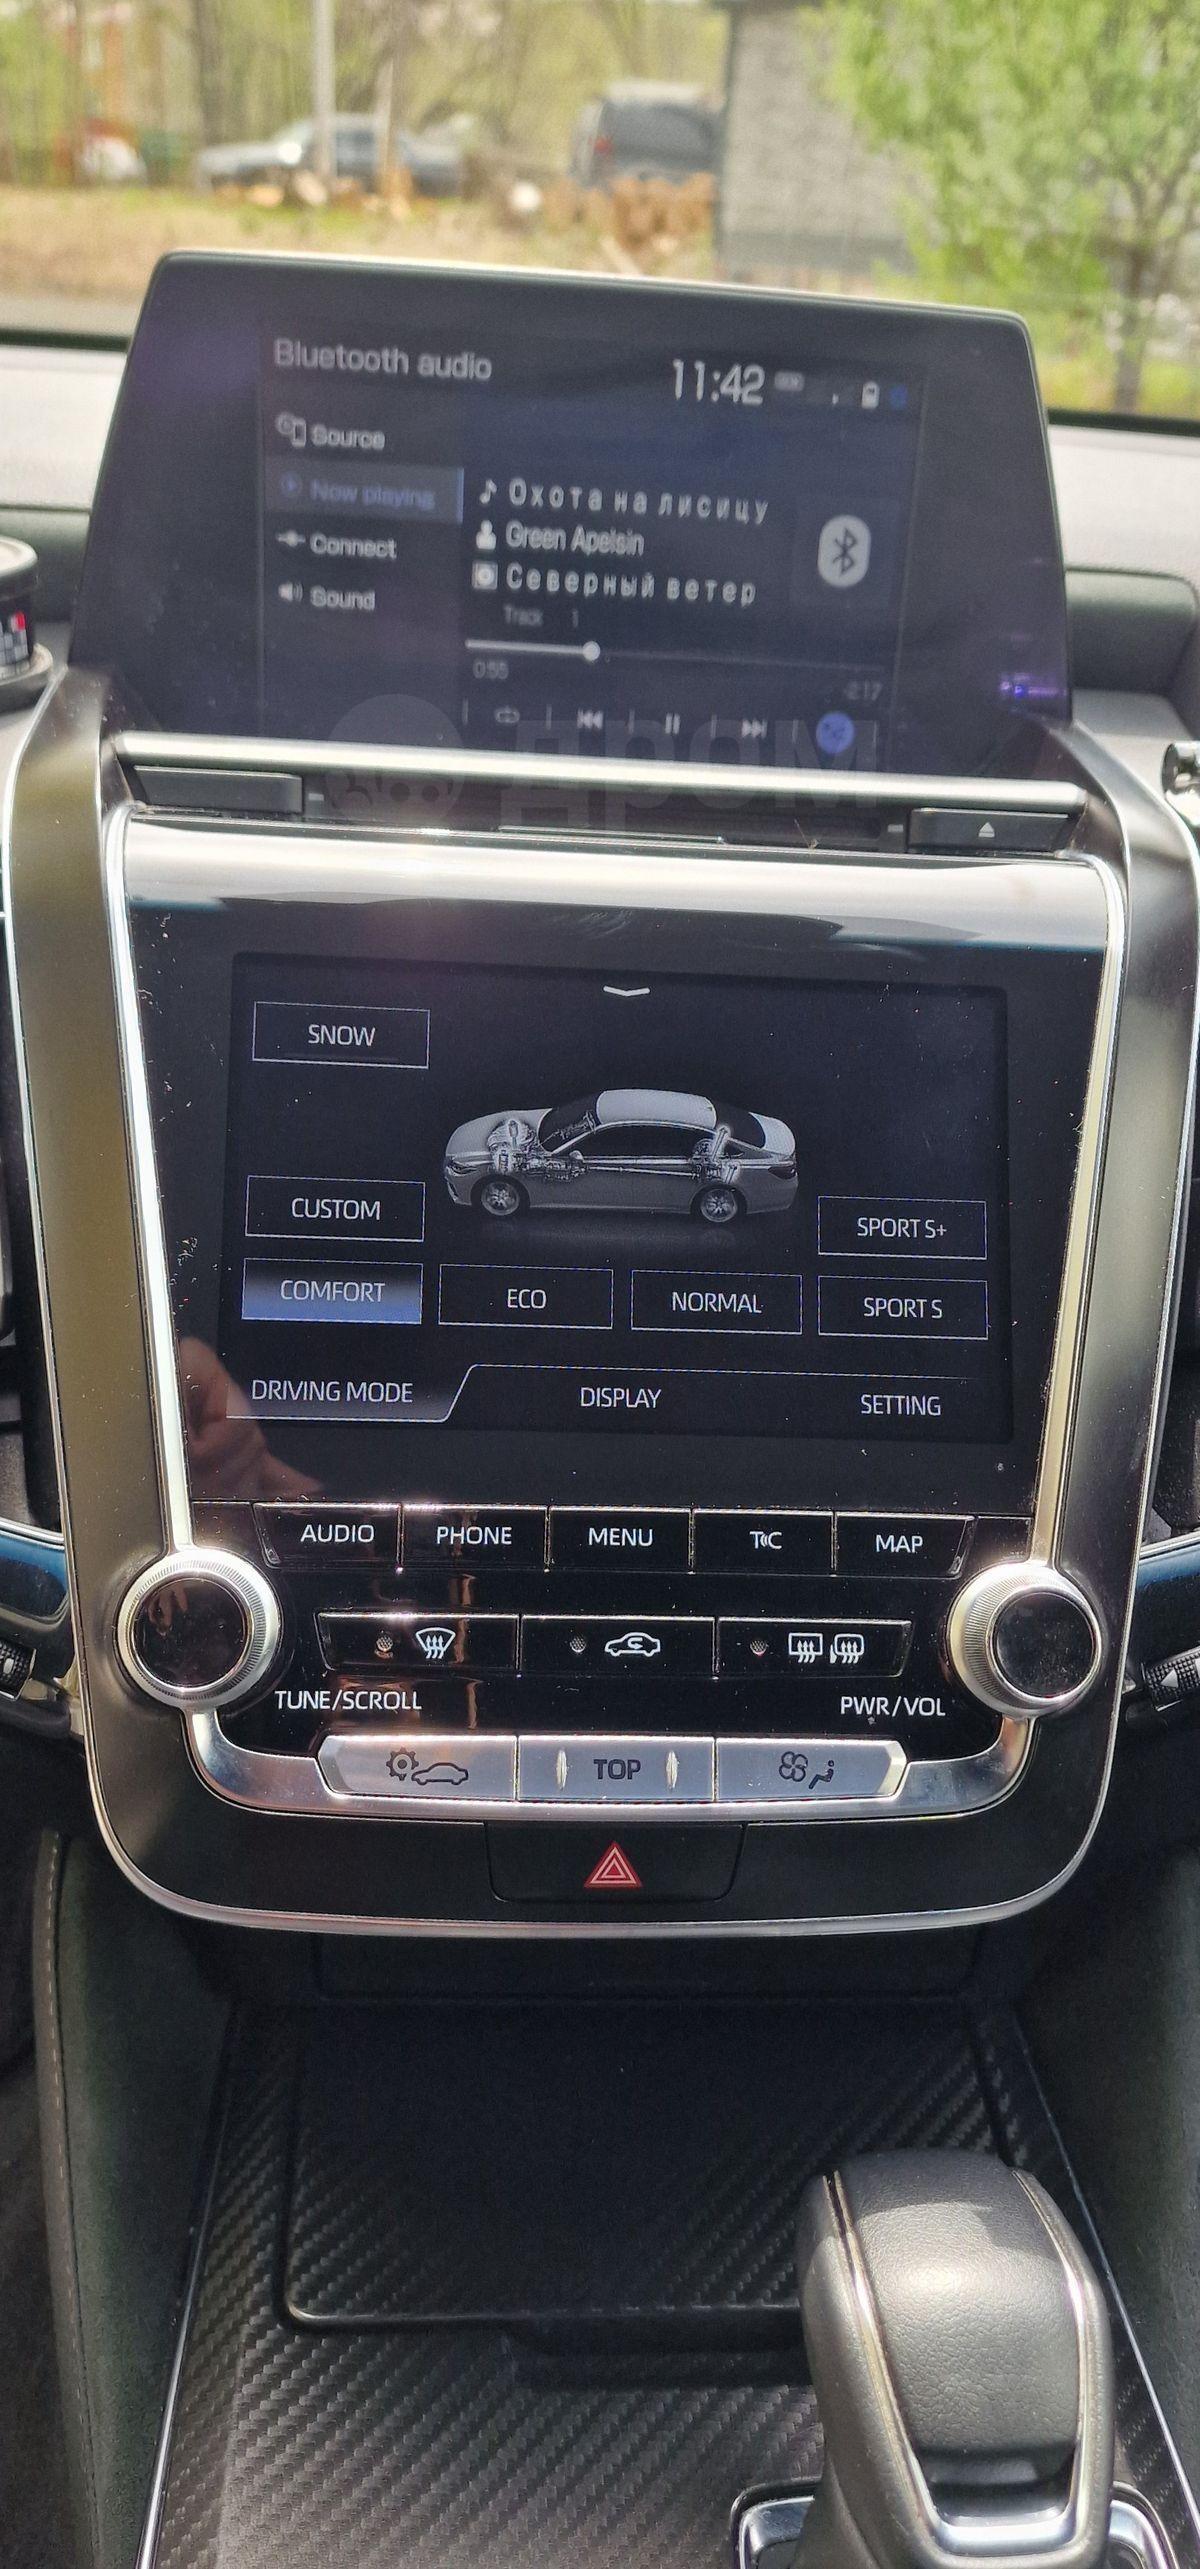 Bluetooth audio
11:42
Source
Now playing
Connect
Sound
Охота на лисицу
Green Apelsin
Северный ветер
Track 1
0:55
-2:17
дром
SNOW
CUSTOM
SPORT S+
COMFORT
ECO
NORMAL
SPORT S
DRIVING MODE
DISPLAY
SETTING
AUDIO
PHONE
MENU
T
C
MAP
TUNE/SCROLL
PWR/VOL
TOP